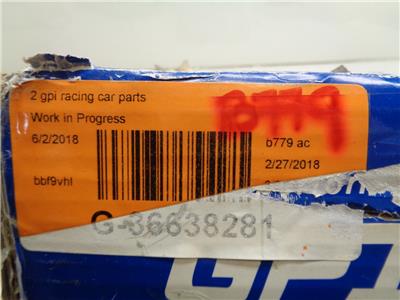 2 gpi racing car parts
Work in Progress
B779
6/2/2018
b779 ac
2/27/2018
bbf9vhl
G-36638281
GPI